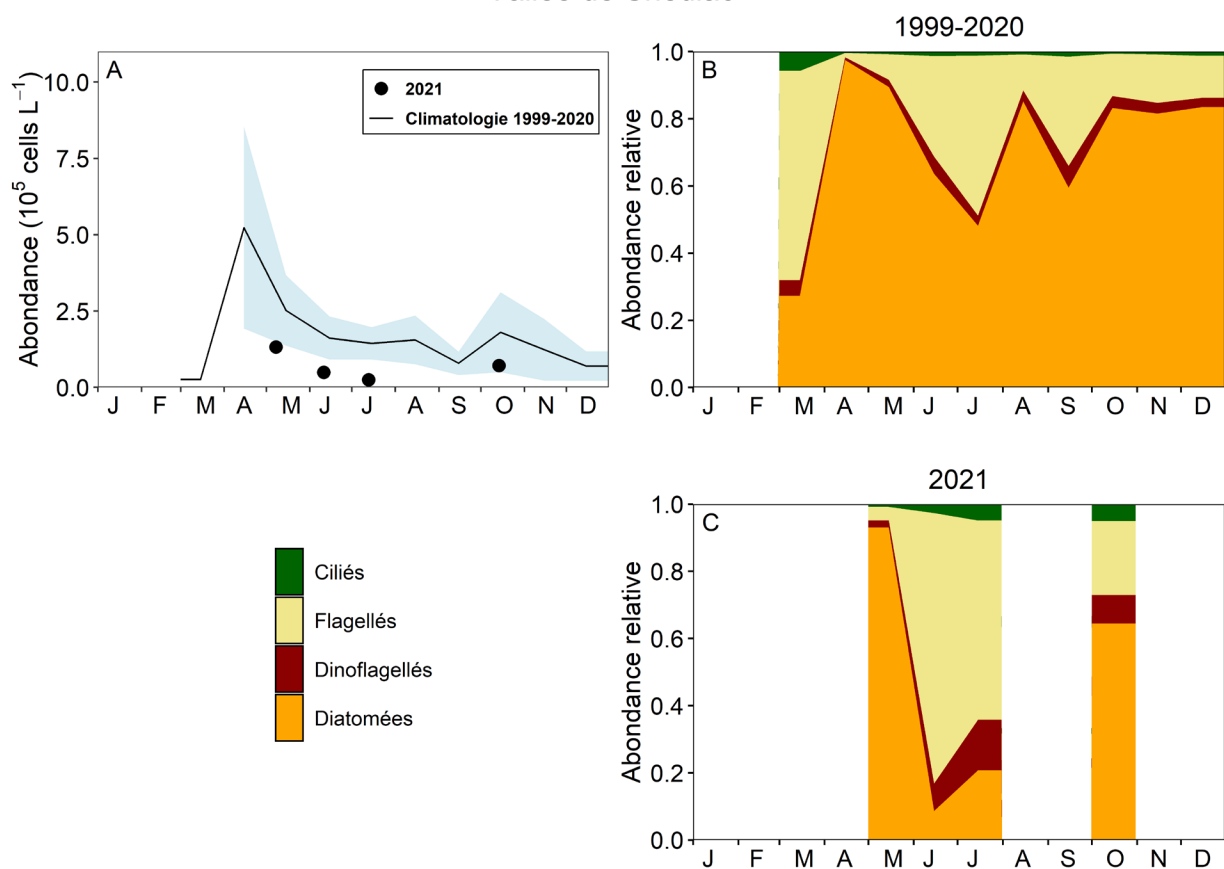 1999-2020
A
10.0
7.5
5.0
2.5
0.0
Abondance (10⁵ cells L⁻¹)
2021
Climatologie 1999-2020
J F M A M J J A S O N D
B
1.0
0.8
0.6
0.4
0.2
0.0
Abondance relative
J F M A M J J A S O N D
Ciliés
Flagellés
Dinoflagellés
Diatomées
2021
C
1.0
0.8
0.6
0.4
0.2
0.0
Abondance relative
J F M A M J J A S O N D